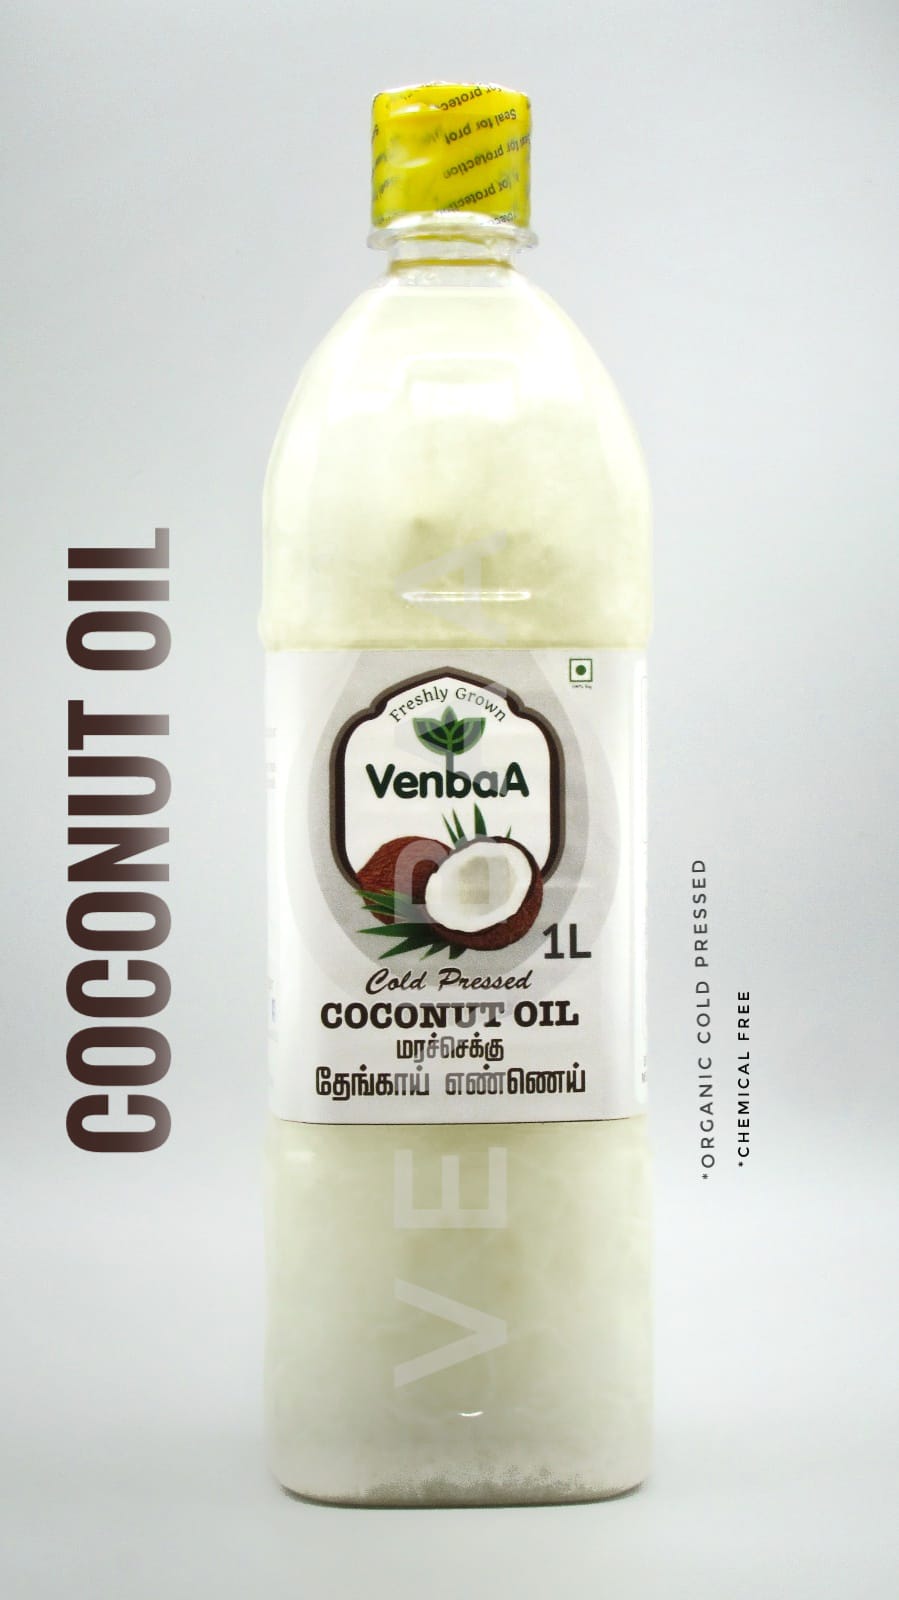 Seal for protection
COCONUT OIL
Freshly Grown
VenbaA
1L
Cold Pressed
COCONUT OIL
மரச்செக்கு
தேங்காய் எண்ணெய்
*ORGANIC COLD PRESSED
*CHEMICAL FREE
VENBAA